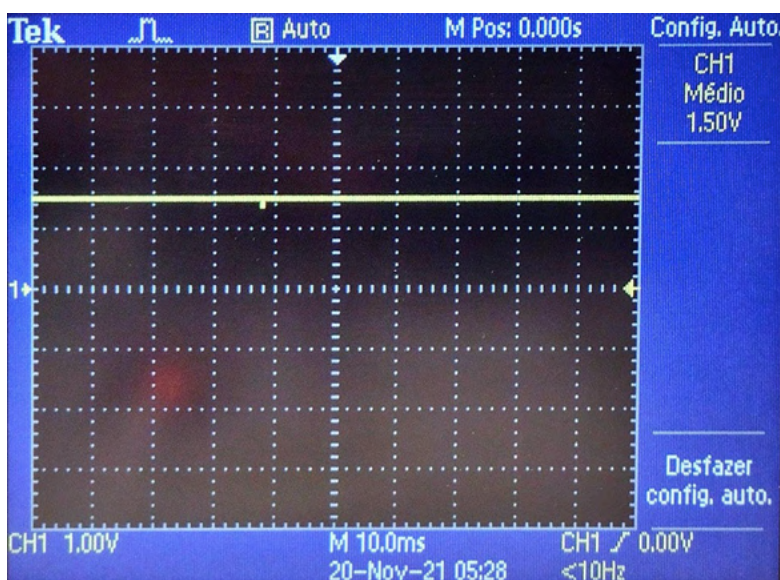 Tek R Auto M Pos: 0.000s Config. Auto.
CH1
Médio
1.50V
1
Desfazer
config. auto.
CH1 1.00V M 10.0ms CH1 0.00V
20-Nov-21 05:28 <10Hz